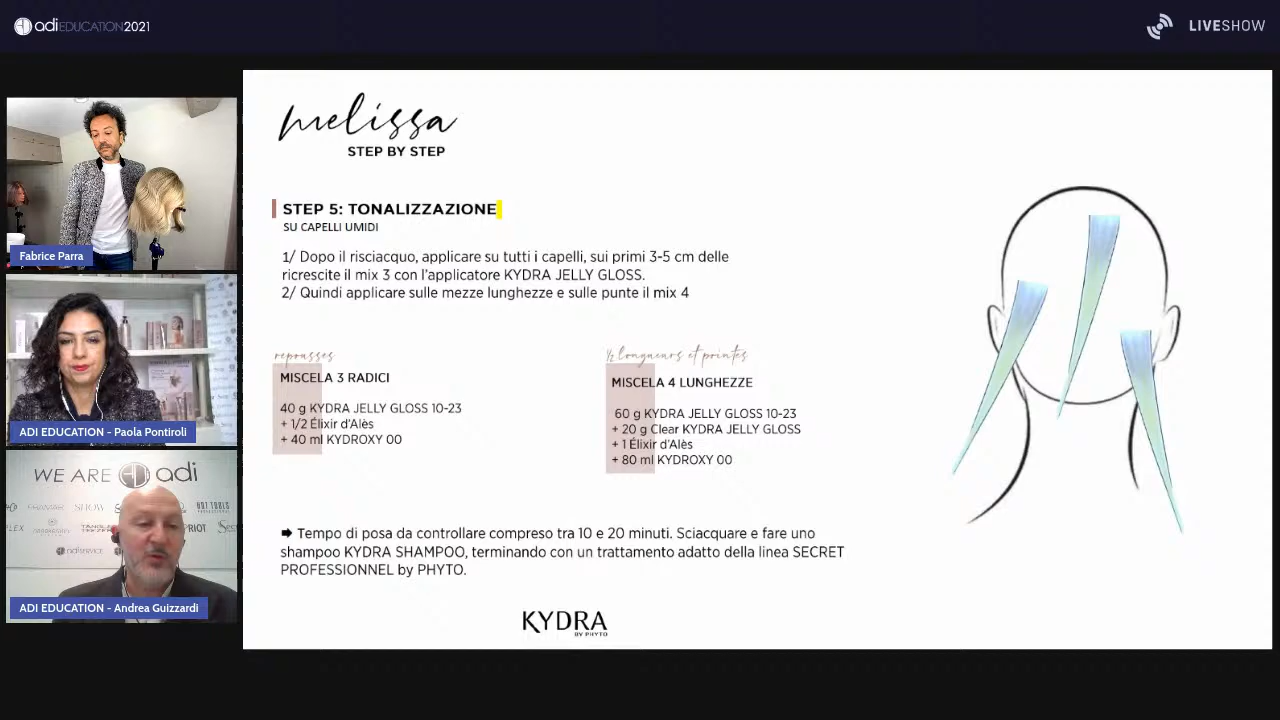 adi EDUCATION 2021
LIVESHOW
Fabrice Parra
ADI EDUCATION - Paola Pontiroli
WE ARE adi
FRAMAR
SHOW
HOT TOOLS
RIOT
adiSERVICE
ADI EDUCATION - Andrea Guizzardi
melissa
STEP BY STEP
STEP 5: TONALIZZAZIONE
SU CAPELLI UMIDI
1/ Dopo il risciacquo, applicare su tutti i capelli, sui primi 3-5 cm delle
ricrescite il mix 3 con l'applicatore KYDRA JELLY GLOSS.
2/ Quindi applicare sulle mezze lunghezze e sulle punte il mix 4
repousses
MISCELA 3 RADICI
40 g KYDRA JELLY GLOSS 10-23
+ 1/2 Élixir d'Alès
+ 40 ml KYDROXY 00
½ longueurs et pointes
MISCELA 4 LUNGHEZZE
60 g KYDRA JELLY GLOSS 10-23
+ 20 g Clear KYDRA JELLY GLOSS
+ 1 Élixir d'Alès
+ 80 ml KYDROXY 00
➡ Tempo di posa da controllare compreso tra 10 e 20 minuti. Sciacquare e fare uno
shampoo KYDRA SHAMPOO, terminando con un trattamento adatto della linea SECRET
PROFESSIONNEL by PHYTO.
KYDRA
BY PHYTO